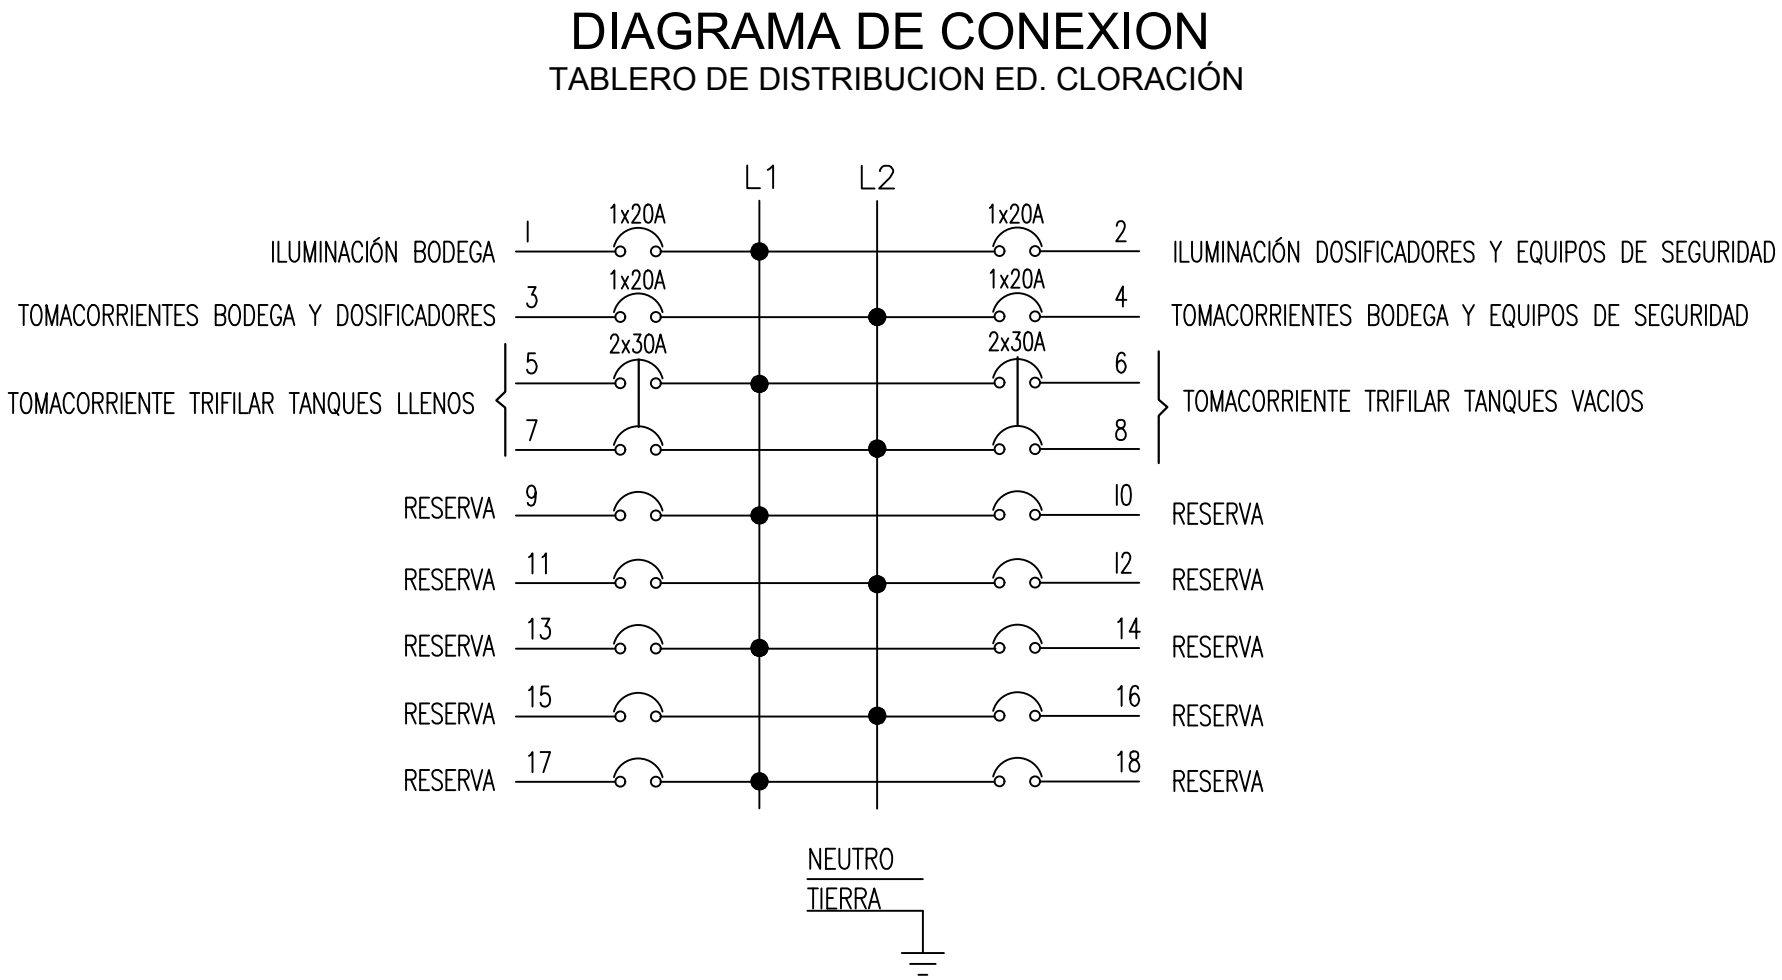 DIAGRAMA DE CONEXION
TABLERO DE DISTRIBUCION ED. CLORACIÓN
L1 L2
1x20A 1x20A
ILUMINACIÓN BODEGA 1 2 ILUMINACIÓN DOSIFICADORES Y EQUIPOS DE SEGURIDAD
1x20A 1x20A
TOMACORRIENTES BODEGA Y DOSIFICADORES 3 4 TOMACORRIENTES BODEGA Y EQUIPOS DE SEGURIDAD
2x30A 2x30A
5 6
TOMACORRIENTE TRIFILAR TANQUES LLENOS TOMACORRIENTE TRIFILAR TANQUES VACIOS
7 8
RESERVA 9 10 RESERVA
RESERVA 11 12 RESERVA
RESERVA 13 14 RESERVA
RESERVA 15 16 RESERVA
RESERVA 17 18 RESERVA
NEUTRO
TIERRA